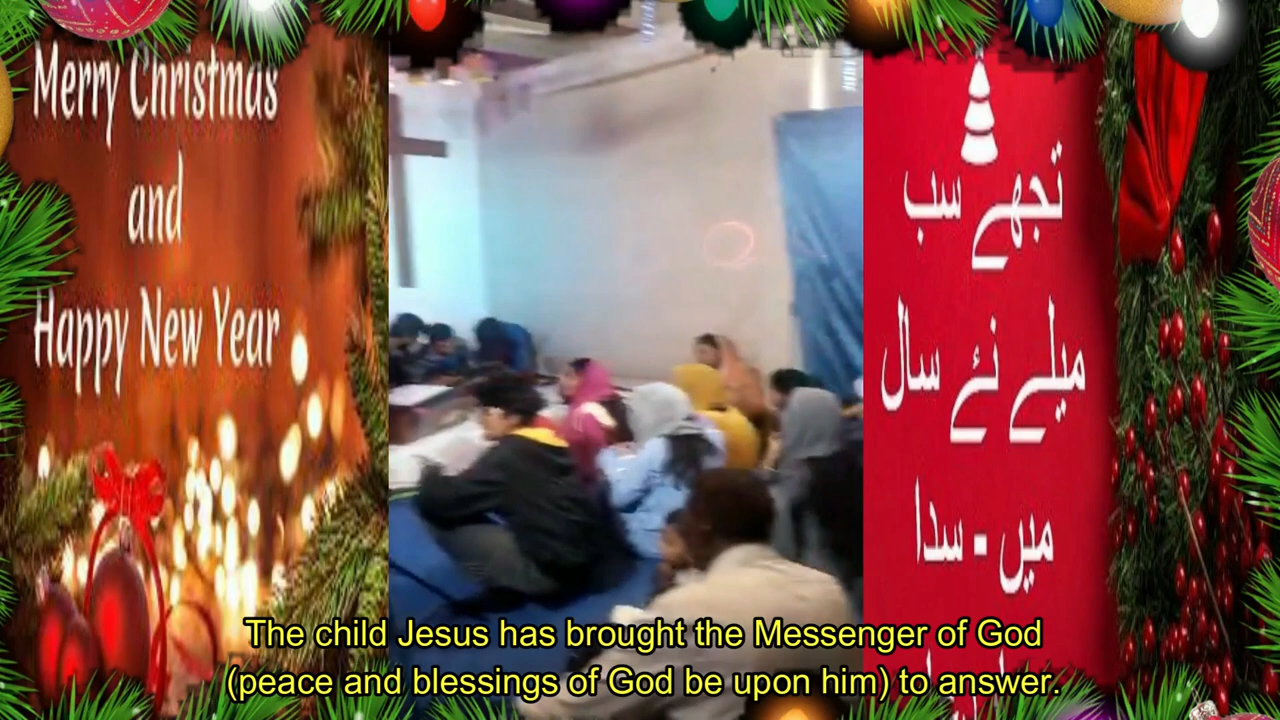 Merry Christmas
and
Happy New Year
تجھے سب
میلے نئے سال
میں - سدا
The child Jesus has brought the Messenger of God
(peace and blessings of God be upon him) to answer.